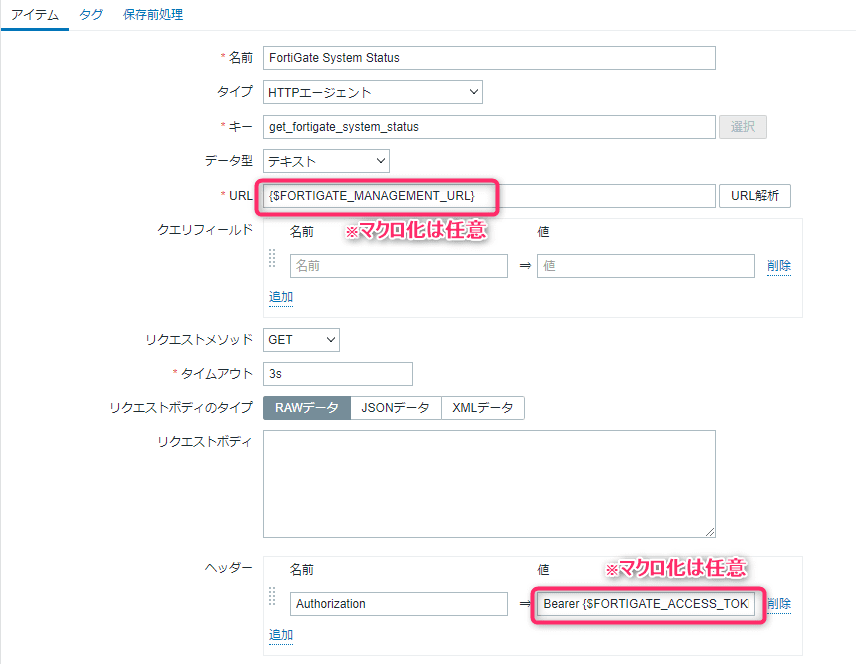 アイテム タグ 保存前処理
* 名前 FortiGate System Status
タイプ HTTPエージェント
* キー get_fortigate_system_status 選択
データ型 テキスト
* URL {$FORTIGATE_MANAGEMENT_URL} URL解析
※マクロ化は任意
クエリフィールド 名前 値
名前 ⇒ 値 削除
追加
リクエストメソッド GET
* タイムアウト 3s
リクエストボディのタイプ RAWデータ JSONデータ XMLデータ
リクエストボディ
※マクロ化は任意
ヘッダー 名前 値
Authorization ⇒ Bearer {$FORTIGATE_ACCESS_TOK 削除
追加